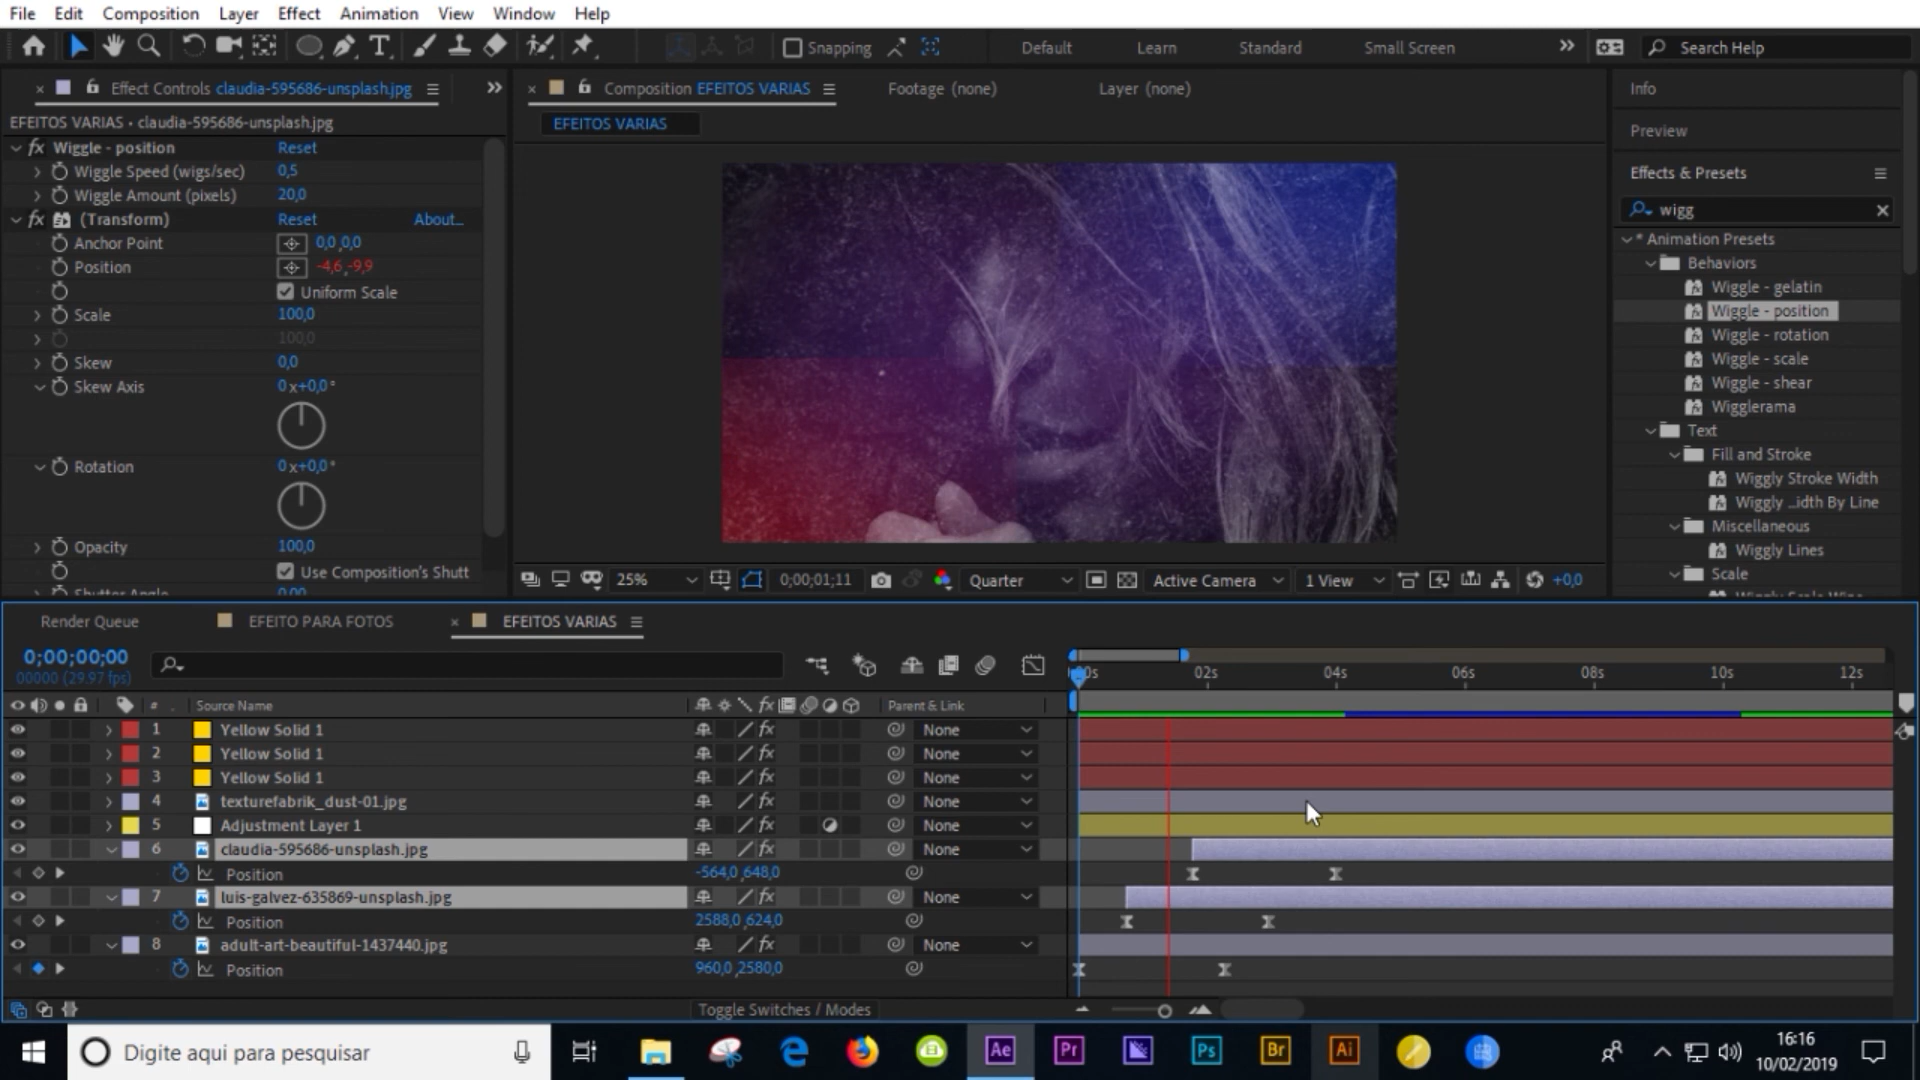 File Edit Composition Layer Effect Animation View Window Help
Snapping
Default Learn Standard Small Screen
Search Help
Effect Controls claudia-595686-unsplash.jpg
EFEITOS VARIAS • claudia-595686-unsplash.jpg
fx Wiggle - position Reset
Wiggle Speed (wigs/sec) 0,5
Wiggle Amount (pixels) 20,0
fx (Transform) Reset About...
Anchor Point 0,0,0,0
Position -4,6,-9,9
Uniform Scale
Scale 100,0
100,0
Skew 0,0
Skew Axis 0x+0,0°
Rotation 0x+0,0°
Opacity 100,0
Use Composition's Shutt
Shutter Angle 0,00
Composition EFEITOS VARIAS
Footage (none)
Layer (none)
EFEITOS VARIAS
25%
0;00;01;11
Quarter
Active Camera
1 View
+0,0
Info
Preview
Effects & Presets
wigg
* Animation Presets
Behaviors
Wiggle - gelatin
Wiggle - position
Wiggle - rotation
Wiggle - scale
Wiggle - shear
Wigglerama
Text
Fill and Stroke
Wiggly Stroke Width
Wiggly ...idth By Line
Miscellaneous
Wiggly Lines
Scale
Render Queue
EFEITO PARA FOTOS
EFEITOS VARIAS
0;00;00;00
00000 (29.97 fps)
02s 04s 06s 08s 10s 12s
# Source Name Parent & Link
1 Yellow Solid 1 fx None
2 Yellow Solid 1 fx None
3 Yellow Solid 1 fx None
4 texturefabrik_dust-01.jpg fx None
5 Adjustment Layer 1 fx None
6 claudia-595686-unsplash.jpg fx None
Position -564,0,648,0
7 luis-galvez-635869-unsplash.jpg fx None
Position 2588,0,624,0
8 adult-art-beautiful-1437440.jpg fx None
Position 960,0,2580,0
Toggle Switches / Modes
Digite aqui para pesquisar
Ae Pr Ps Br Ai
16:16
10/02/2019